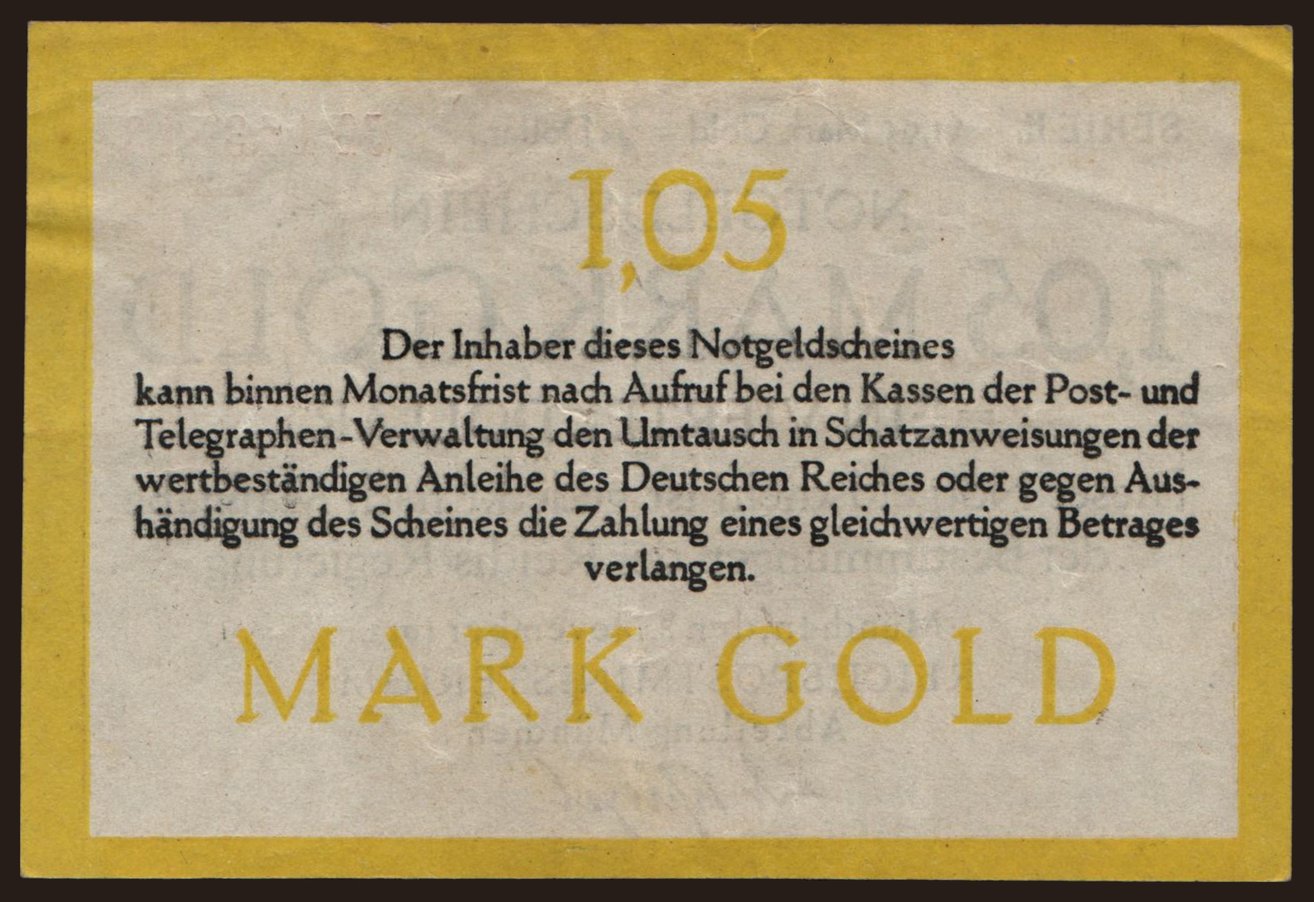 1,05
Der Inhaber dieses Notgeldscheines
kann binnen Monatsfrist nach Aufruf bei den Kassen der Post- und
Telegraphen-Verwaltung den Umtausch in Schatzanweisungen der
wertbeständigen Anleihe des Deutschen Reiches oder gegen Aus-
händigung des Scheines die Zahlung eines gleichwertigen Betrages
verlangen.
MARK GOLD